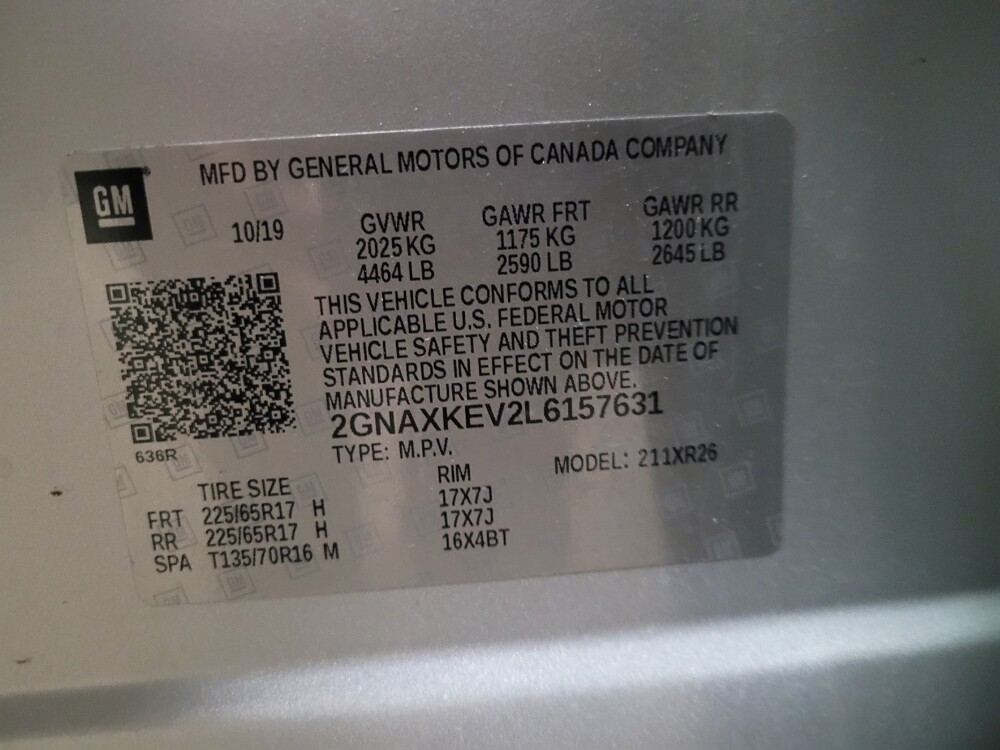 GM
MFD BY GENERAL MOTORS OF CANADA COMPANY
10/19
GVWR GAWR FRT GAWR RR
2025 KG 1175 KG 1200 KG
4464 LB 2590 LB 2645 LB
THIS VEHICLE CONFORMS TO ALL
APPLICABLE U.S. FEDERAL MOTOR
VEHICLE SAFETY AND THEFT PREVENTION
STANDARDS IN EFFECT ON THE DATE OF
MANUFACTURE SHOWN ABOVE.
2GNAXKEV2L6157631
636R
TYPE: M.P.V. MODEL: 211XR26
TIRE SIZE RIM
FRT 225/65R17 H 17X7J
RR 225/65R17 H 17X7J
SPA T135/70R16 M 16X4BT